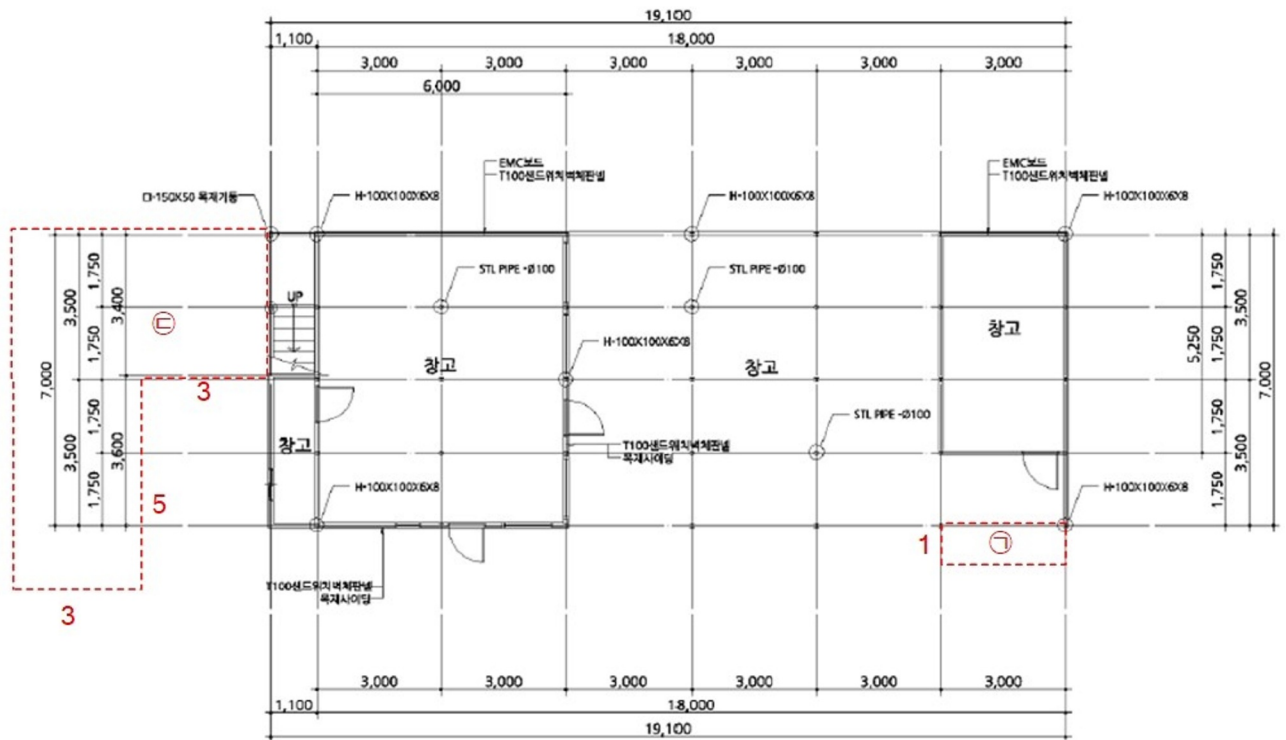 19,100
1,100
18,000
3,000
3,000
3,000
3,000
3,000
3,000
6,000
EMC보드
T100샌드위치벽체판넬
EMC보드
T100샌드위치벽체판넬
□-150X50 목재기둥
H-100X100X6X8
H-100X100X6X8
H-100X100X6X8
STL PIPE -Ø100
STL PIPE -Ø100
UP
㉢
3
창고
H-100X100X6X8
창고
창고
7,000
3,500
3,500
1,750
1,750
1,750
1,750
3,400
3,600
5,250
1,750
1,750
1,750
1,750
3,500
3,500
7,000
STL PIPE -Ø100
창고
T100샌드위치벽체판넬
목재사이딩
5
H-100X100X6X8
H-100X100X6X8
1
㉠
T100샌드위치벽체판넬
목재사이딩
3
3,000
3,000
3,000
3,000
3,000
3,000
1,100
18,000
19,100